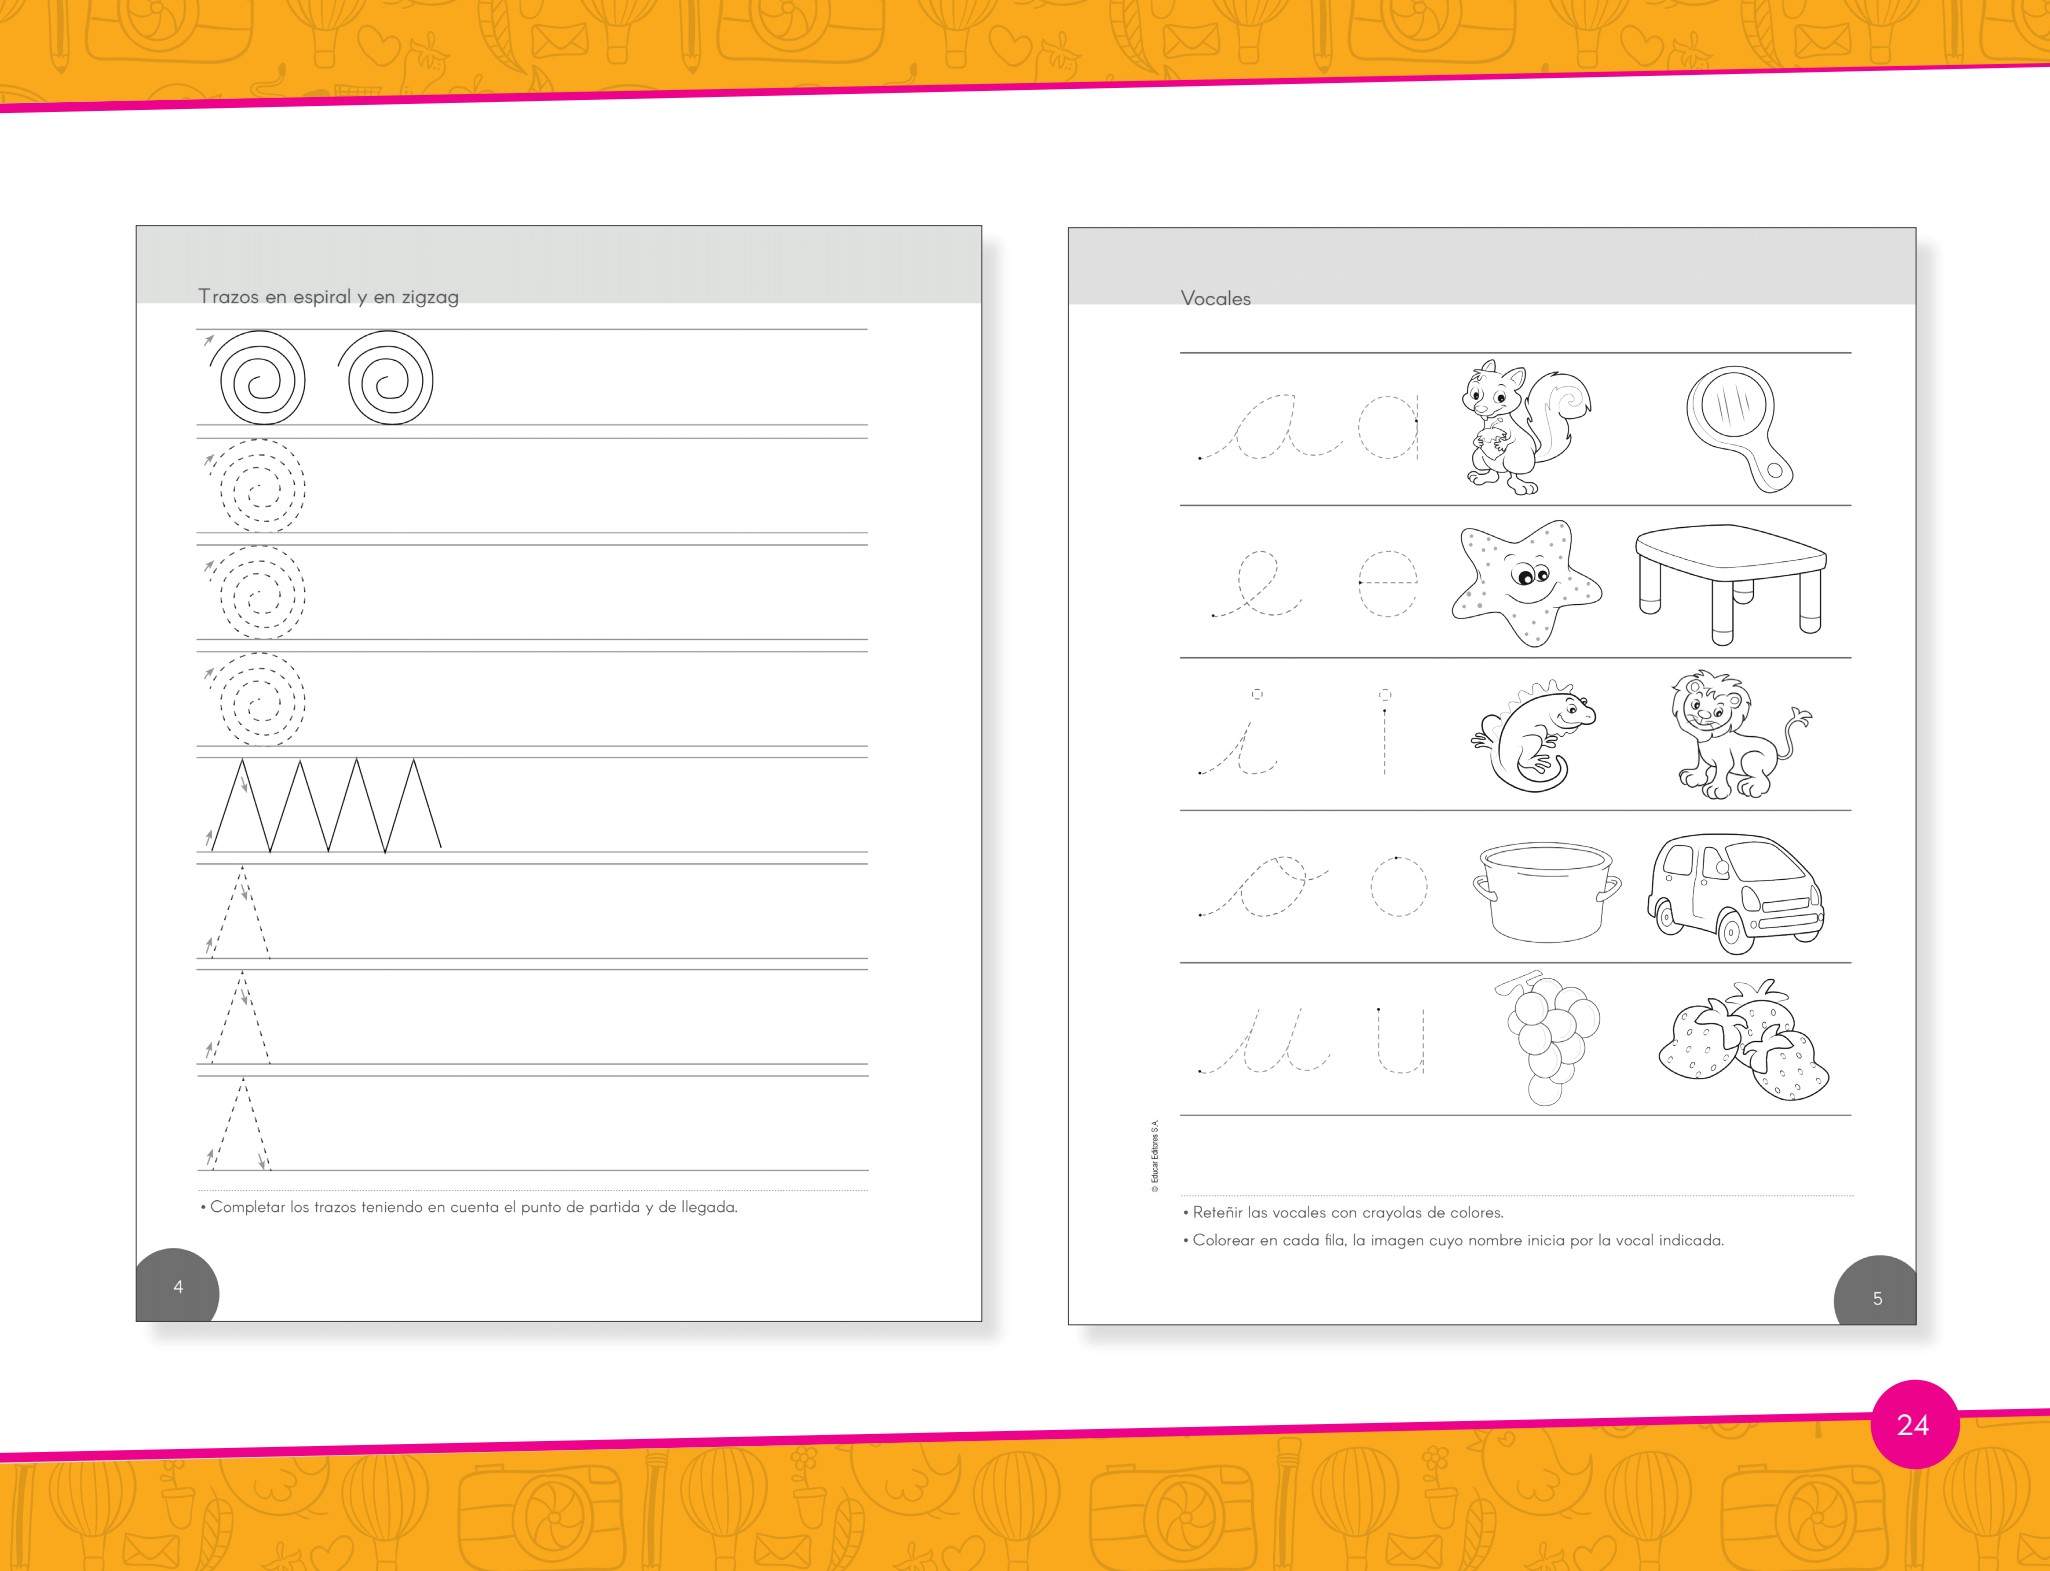 Trazos en espiral y en zigzag
• Completar los trazos teniendo en cuenta el punto de partida y de llegada.
4
Vocales
a a
e e
i i
o o
u u
© Educar Editores S.A.
• Reteñir las vocales con crayolas de colores.
• Colorear en cada fila, la imagen cuyo nombre inicia por la vocal indicada.
5
24